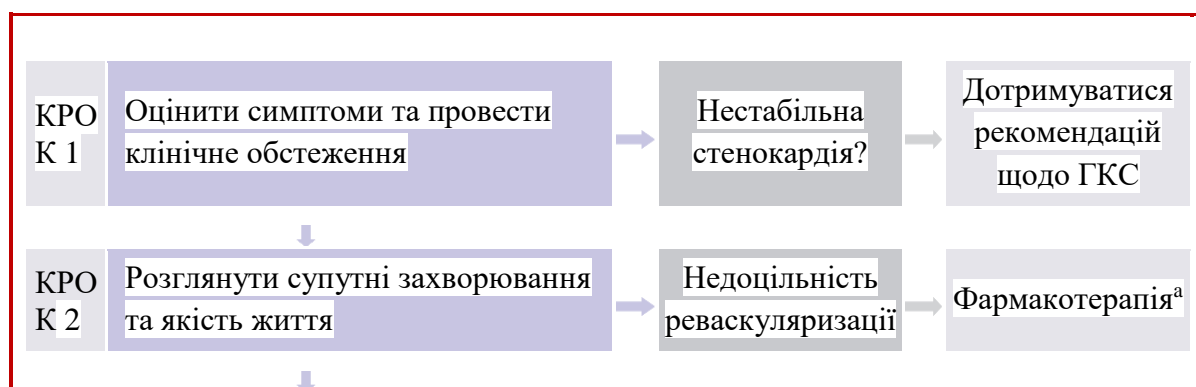 КРО
К 1
Оцінити симптоми та провести
клінічне обстеження
Нестабільна
стенокардія?
Дотримуватися
рекомендацій
щодо ГКС
КРО
К 2
Розглянути супутні захворювання
та якість життя
Недоцільність
реваскуляризації
Фармакотерапіяᵃ